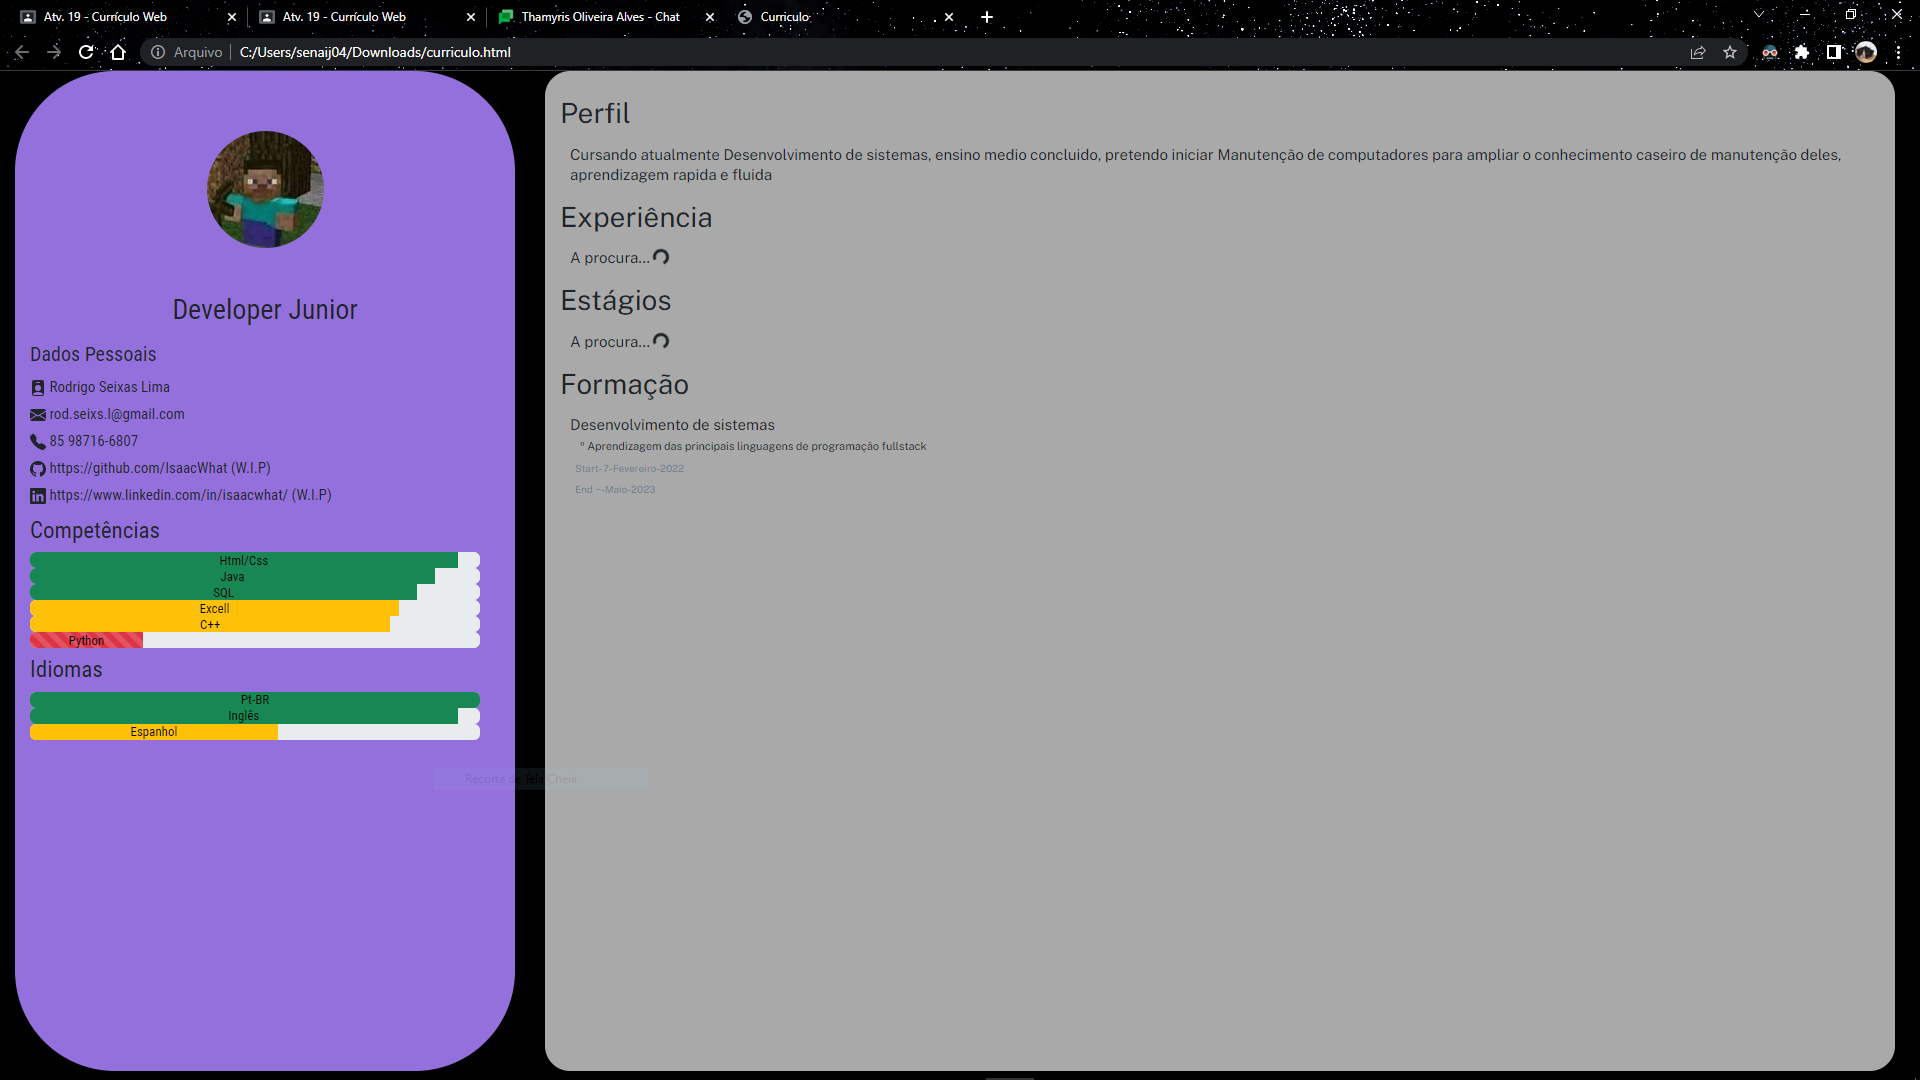 Atv. 19 - Currículo Web
Atv. 19 - Currículo Web
Thamyris Oliveira Alves - Chat
Curriculo
Arquivo
C:/Users/senaij04/Downloads/curriculo.html
Developer Junior
Dados Pessoais
Rodrigo Seixas Lima
rod.seixs.l@gmail.com
85 98716-6807
https://github.com/IsaacWhat (W.I.P)
https://www.linkedin.com/in/isaacwhat/ (W.I.P)
Competências
Html/Css
Java
SQL
Excell
C++
Python
Idiomas
Pt-BR
Inglês
Espanhol
Recorte de Tela Cheia
Perfil
Cursando atualmente Desenvolvimento de sistemas, ensino medio concluido, pretendo iniciar Manutenção de computadores para ampliar o conhecimento caseiro de manutenção deles,
aprendizagem rapida e fluida
Experiência
A procura...
Estágios
A procura...
Formação
Desenvolvimento de sistemas
° Aprendizagem das principais linguagens de programação fullstack
Start-7-Fevereiro-2022
End ~-Maio-2023